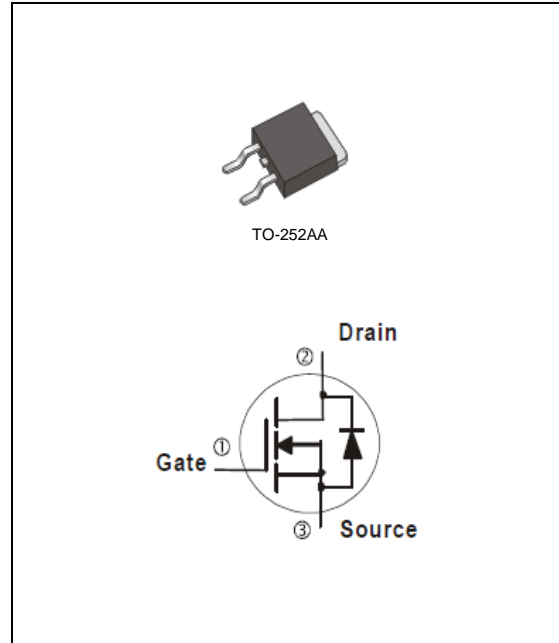 TO-252AA
Drain
②
①
Gate
③
Source